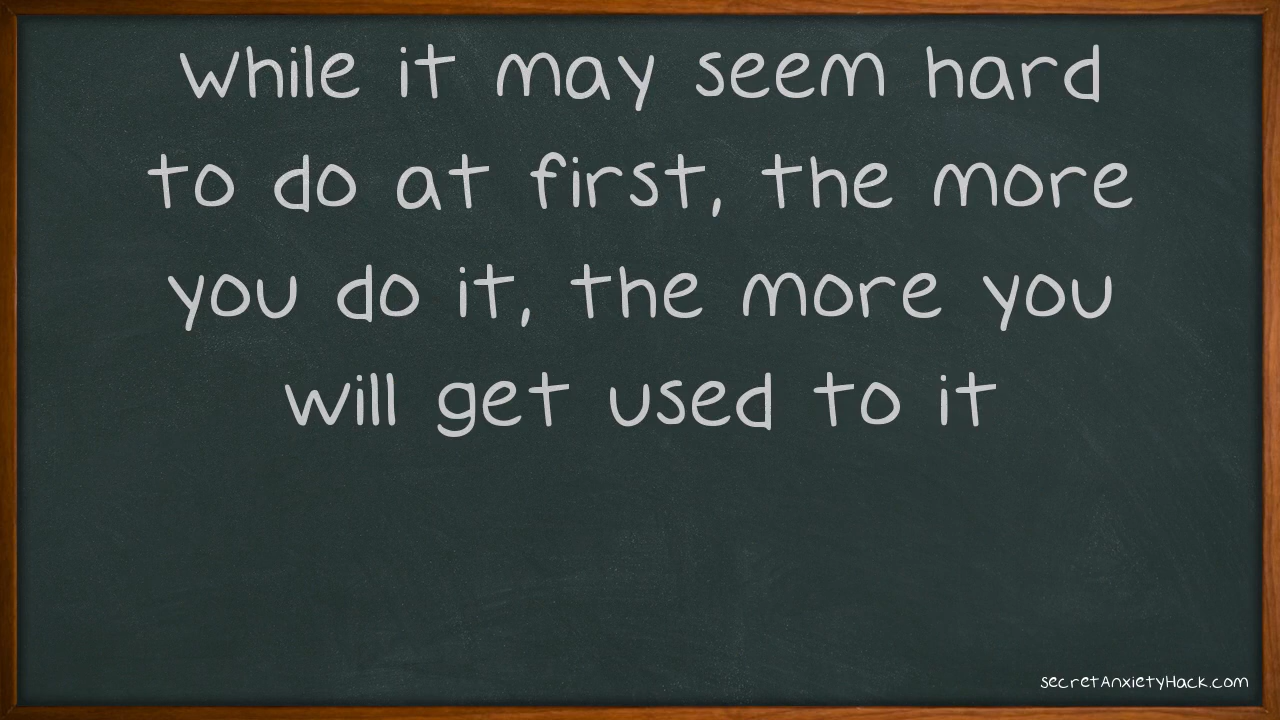 while it may seem hard
to do at first, the more
you do it, the more you
will get used to it
secretAnxietyHack.com